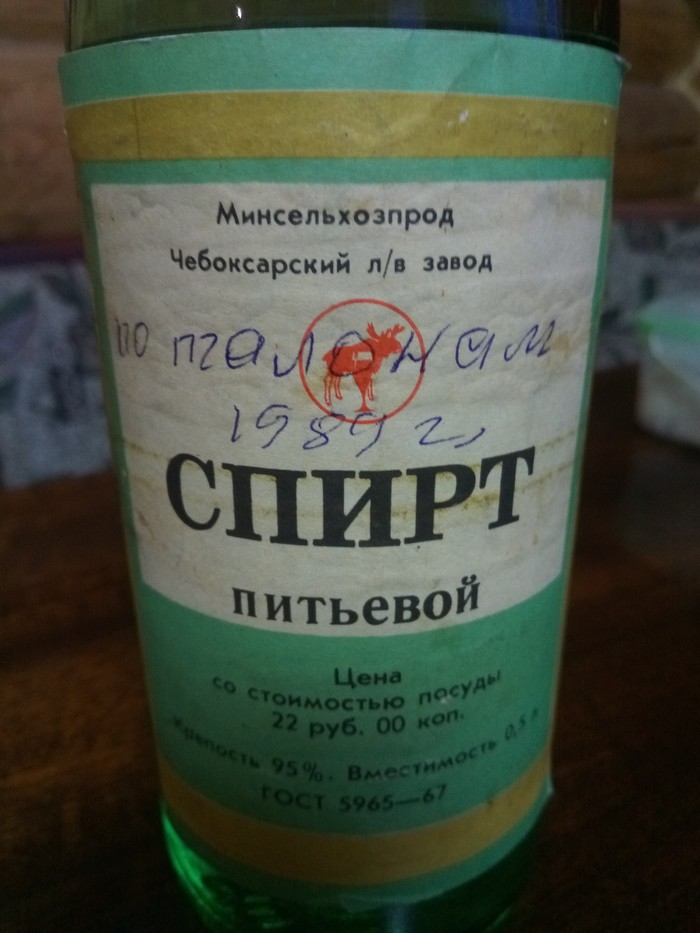 Минсельхозпрод
Чебоксарский л/в завод
по талонам
1989 г.
СПИРТ
питьевой
Цена
со стоимостью посуды
22 руб. 00 коп.
Крепость 95%. Вместимость 0,5 л
ГОСТ 5965—67